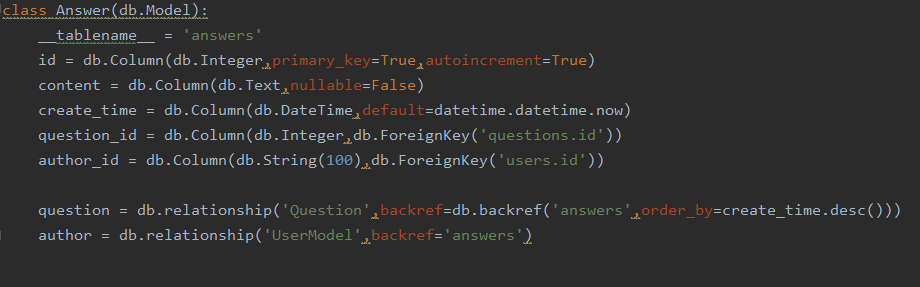 class Answer(db.Model):
    __tablename__ = 'answers'
    id = db.Column(db.Integer,primary_key=True,autoincrement=True)
    content = db.Column(db.Text,nullable=False)
    create_time = db.Column(db.DateTime,default=datetime.datetime.now)
    question_id = db.Column(db.Integer,db.ForeignKey('questions.id'))
    author_id = db.Column(db.String(100),db.ForeignKey('users.id'))
    question = db.relationship('Question',backref=db.backref('answers',order_by=create_time.desc()))
    author = db.relationship('UserModel',backref='answers')